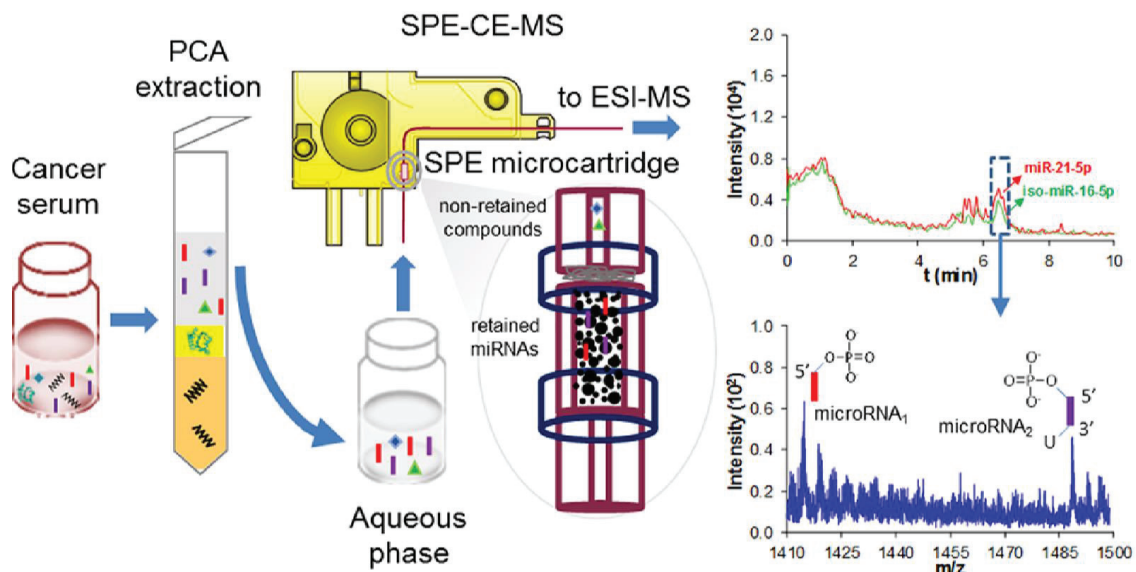 SPE-CE-MS
PCA
extraction
to ESI-MS
Cancer
serum
SPE microcartridge
non-retained
compounds
retained
miRNAs
Aqueous
phase
Intensity (10⁴)
2.0
1.6
1.2
0.8
0.4
0.0
miR-21-5p
iso-miR-16-5p
0 2 4 6 8 10
t (min)
Intensity (10²)
1.0
0.8
0.6
0.4
0.2
0.0
O⁻
O-P=O
O⁻
5′
microRNA₁
O⁻
O=P-O
O⁻
5′
3′
U
microRNA₂
1410 1425 1440 1455 1470 1485 1500
m/z